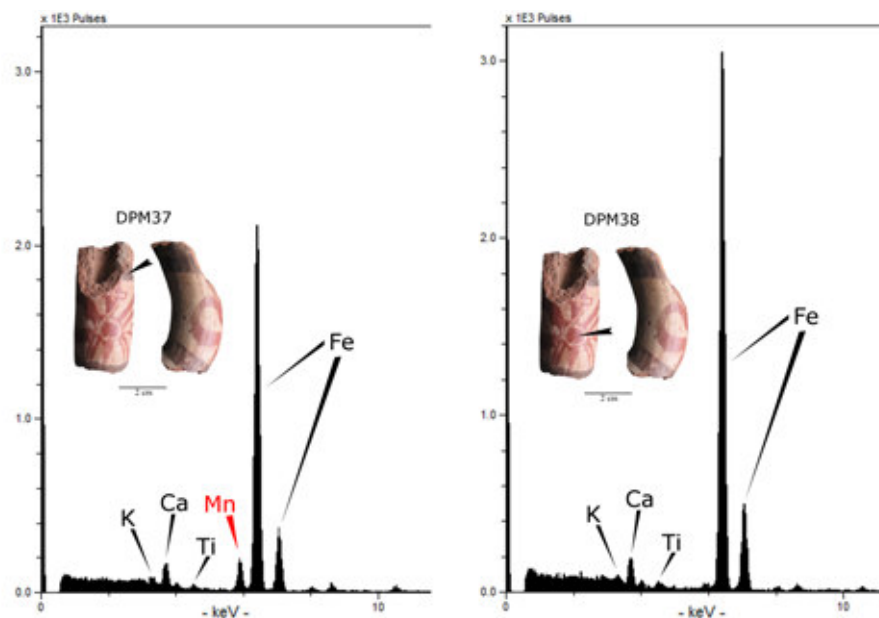 x 1E3 Pulses
3.0
2.0
1.0
0.0
DPM37
2 cm
K
Ca
Ti
Mn
Fe
0
10
- keV -
x 1E3 Pulses
3.0
2.0
1.0
0.0
DPM38
2 cm
K
Ca
Ti
Fe
0
10
- keV -